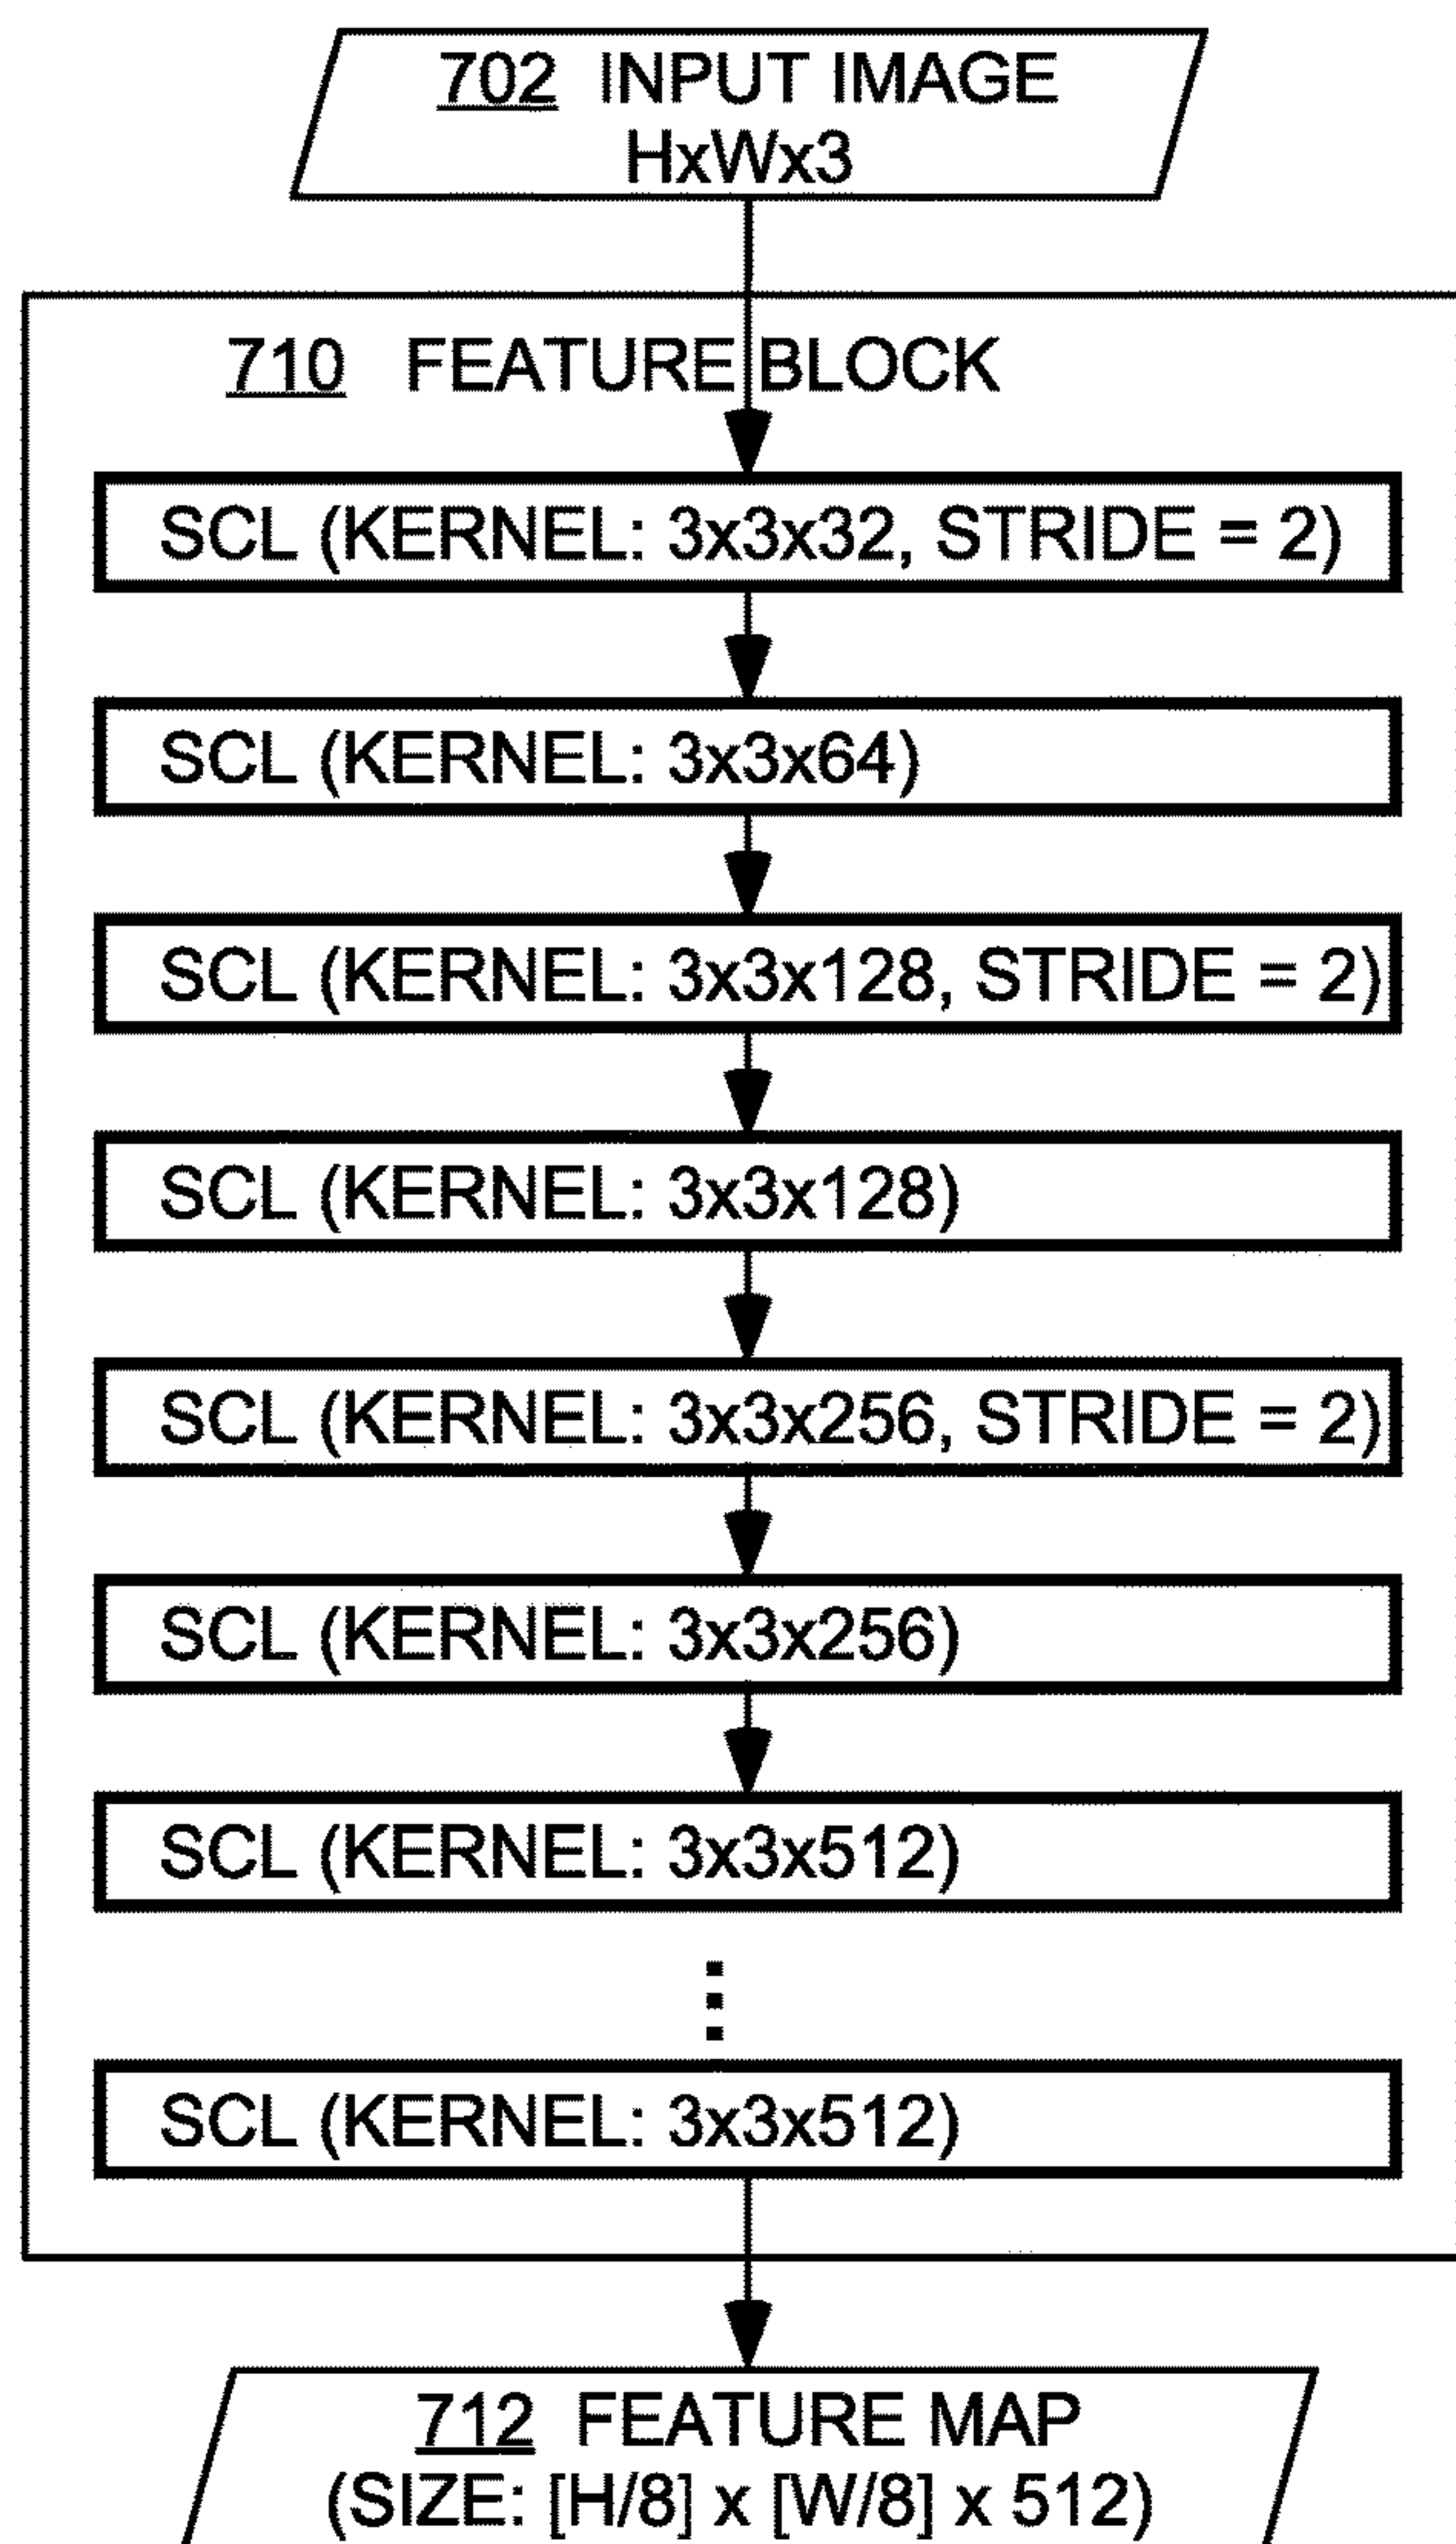 702 INPUT IMAGE
HxWx3
710 FEATURE BLOCK
SCL (KERNEL: 3x3x32, STRIDE = 2)
SCL (KERNEL: 3x3x64)
SCL (KERNEL: 3x3x128, STRIDE = 2)
SCL (KERNEL: 3x3x128)
SCL (KERNEL: 3x3x256, STRIDE = 2)
SCL (KERNEL: 3x3x256)
SCL (KERNEL: 3x3x512)
⋮
SCL (KERNEL: 3x3x512)
712 FEATURE MAP
(SIZE: [H/8] x [W/8] x 512)